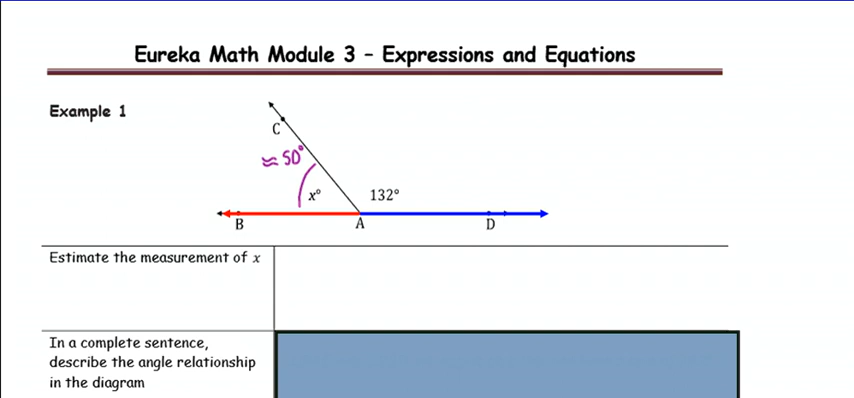 Eureka Math Module 3 – Expressions and Equations
Example 1
C
≈ 50°
x°
132°
B
A
D
Estimate the measurement of x
In a complete sentence,
describe the angle relationship
in the diagram